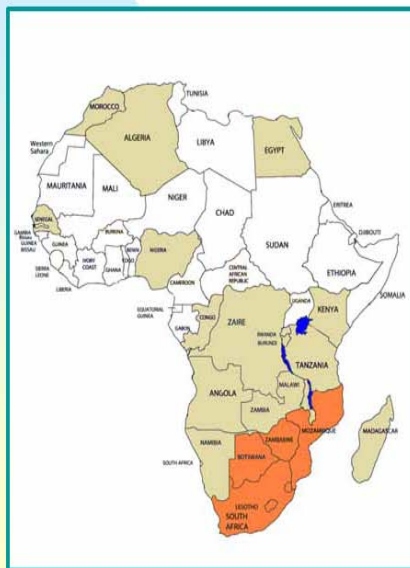 TUNISIA
MOROCCO
ALGERIA
LIBYA
EGYPT
Western
Sahara
MAURITANIA
MALI
NIGER
CHAD
SUDAN
ERITREA
DJIBOUTI
SENEGAL
GAMBIA
GUINEA
BISSAU
GUINEA
BURKINA
SIERRA
LEONE
LIBERIA
IVORY
COAST
GHANA
TOGO
BENIN
NIGERIA
CAMEROON
CENTRAL
AFRICAN
REPUBLIC
ETHIOPIA
SOMALIA
EQUATORIAL
GUINEA
GABON
CONGO
ZAIRE
UGANDA
KENYA
RWANDA
BURUNDI
TANZANIA
ANGOLA
MALAWI
ZAMBIA
MOZAMBIQUE
MADAGASCAR
NAMIBIA
ZIMBABWE
BOTSWANA
SOUTH AFRICA
LESOTHO
SOUTH
AFRICA